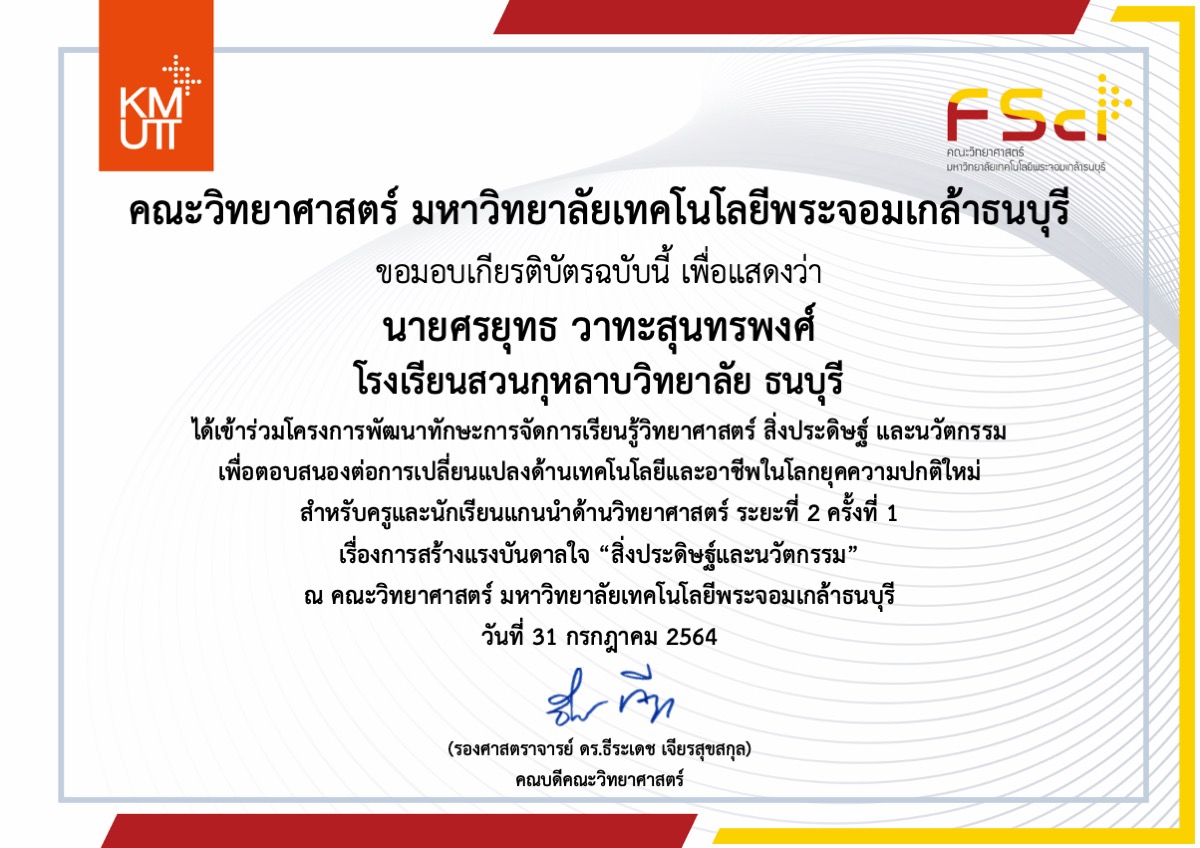 KM
UTT
FSci
คณะวิทยาศาสตร์
มหาวิทยาลัยเทคโนโลยีพระจอมเกล้าธนบุรี
คณะวิทยาศาสตร์ มหาวิทยาลัยเทคโนโลยีพระจอมเกล้าธนบุรี
ขอมอบเกียรติบัตรฉบับนี้ เพื่อแสดงว่า
นายศรยุทธ วาทะสุนทรพงศ์
โรงเรียนสวนกุหลาบวิทยาลัย ธนบุรี
ได้เข้าร่วมโครงการพัฒนาทักษะการจัดการเรียนรู้วิทยาศาสตร์ สิ่งประดิษฐ์ และนวัตกรรม
เพื่อตอบสนองต่อการเปลี่ยนแปลงด้านเทคโนโลยีและอาชีพในโลกยุคความปกติใหม่
สำหรับครูและนักเรียนแกนนำด้านวิทยาศาสตร์ ระยะที่ 2 ครั้งที่ 1
เรื่องการสร้างแรงบันดาลใจ “สิ่งประดิษฐ์และนวัตกรรม”
ณ คณะวิทยาศาสตร์ มหาวิทยาลัยเทคโนโลยีพระจอมเกล้าธนบุรี
วันที่ 31 กรกฎาคม 2564
(รองศาสตราจารย์ ดร.ธีระเดช เจียรสุขสกุล)
คณบดีคณะวิทยาศาสตร์